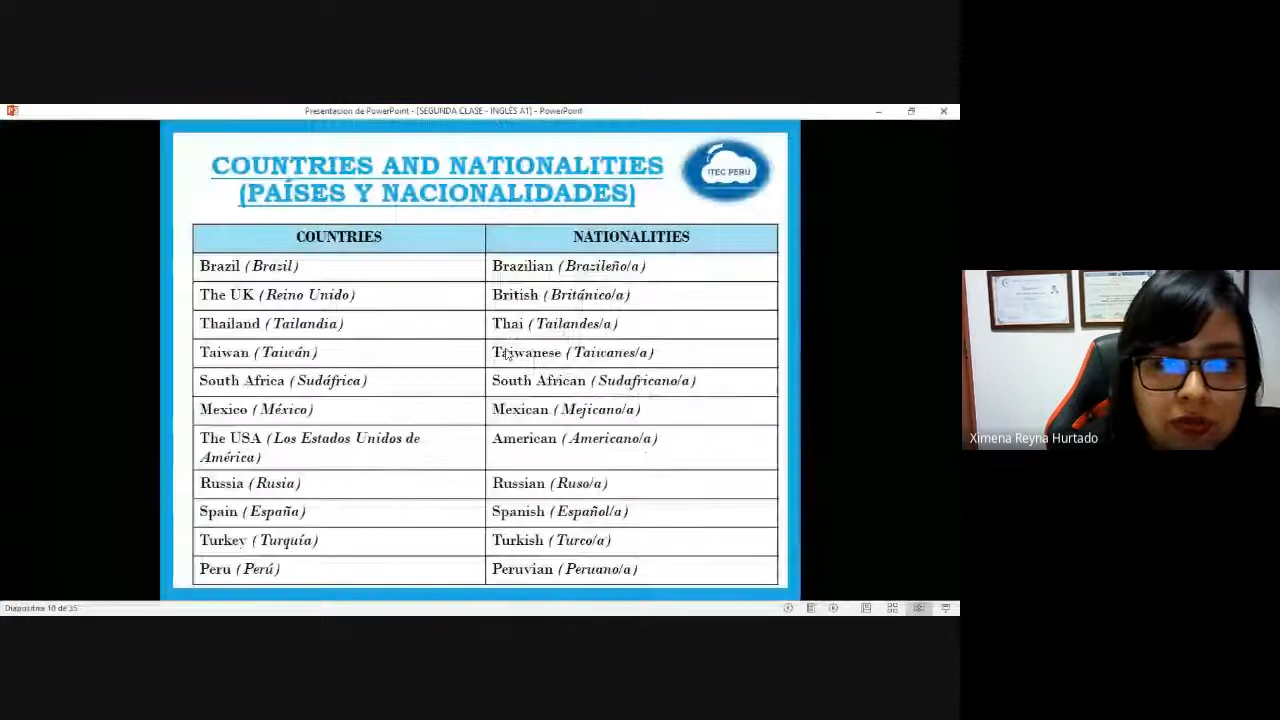 Presentacion de PowerPoint - [SEGUNDA CLASE - INGLÉS A1] - PowerPoint
COUNTRIES AND NATIONALITIES
(PAÍSES Y NACIONALIDADES)
ITEC PERU
COUNTRIES NATIONALITIES
Brazil (Brazil) Brazilian (Brazileño/a)
The UK (Reino Unido) British (Británico/a)
Thailand (Tailandia) Thai (Tailandes/a)
Taiwan (Taiwán) Taiwanese (Taiwanes/a)
South Africa (Sudáfrica) South African (Sudafricano/a)
Mexico (México) Mexican (Mejicano/a)
The USA (Los Estados Unidos de American (Americano/a)
América)
Russia (Rusia) Russian (Ruso/a)
Spain (España) Spanish (Español/a)
Turkey (Turquía) Turkish (Turco/a)
Peru (Perú) Peruvian (Peruano/a)
Diapositiva 10 de 35
Ximena Reyna Hurtado